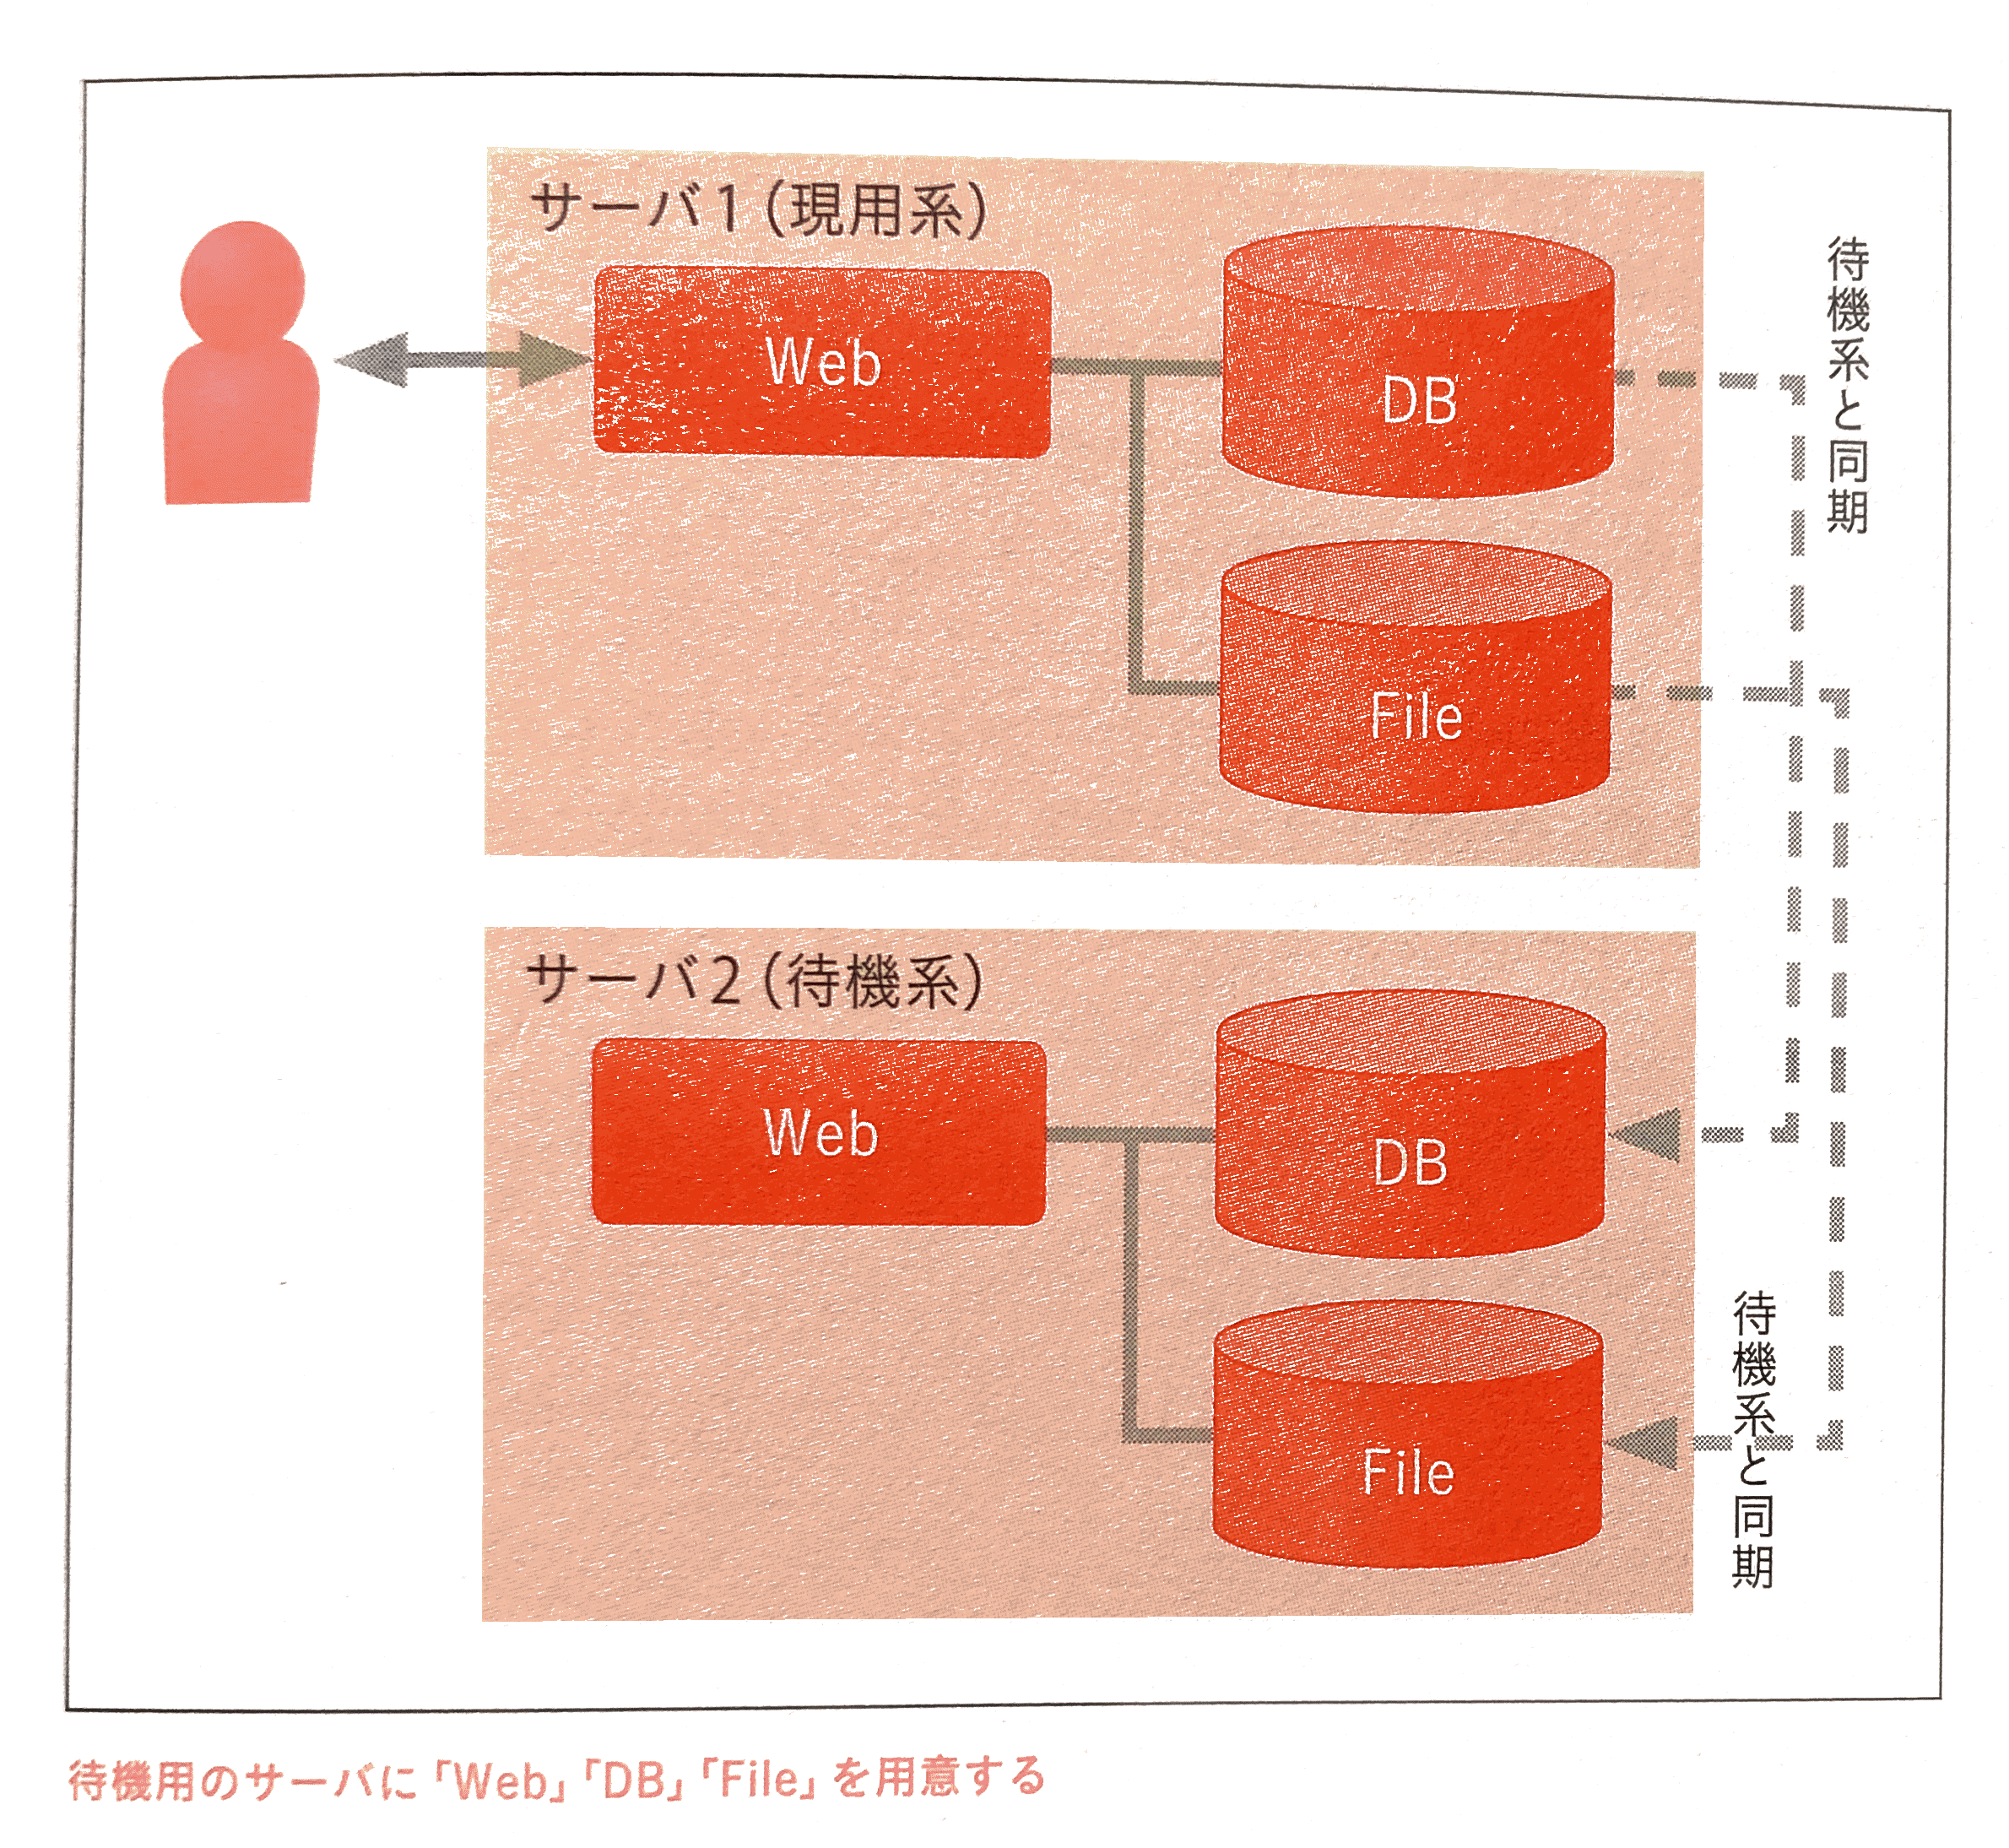 サーバ1（現用系）
Web
DB
File
待機系と同期
サーバ2（待機系）
Web
DB
File
待機系と同期
待機用のサーバに「Web」「DB」「File」を用意する